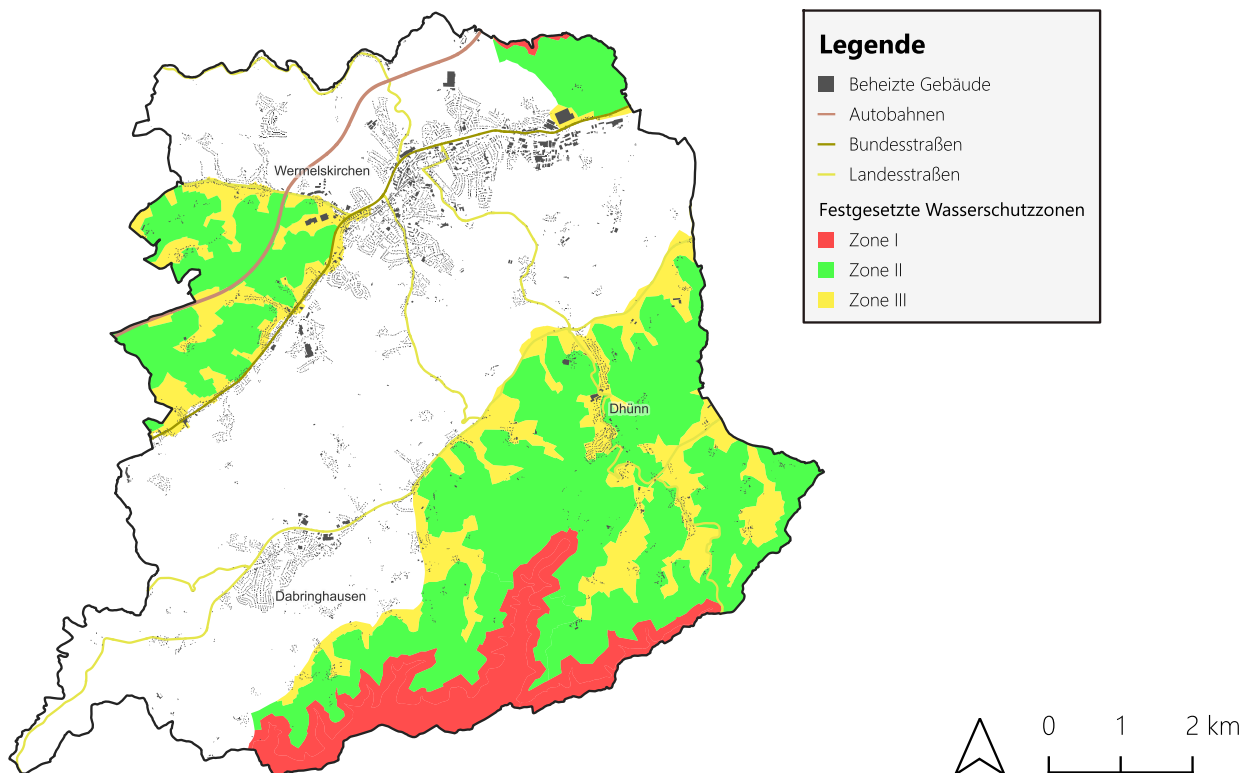 Legende
Beheizte Gebäude
Autobahnen
Bundesstraßen
Landesstraßen
Festgesetzte Wasserschutzzonen
Zone I
Zone II
Zone III
Wermelskirchen
Dhünn
Dabringhausen
0 1 2 km